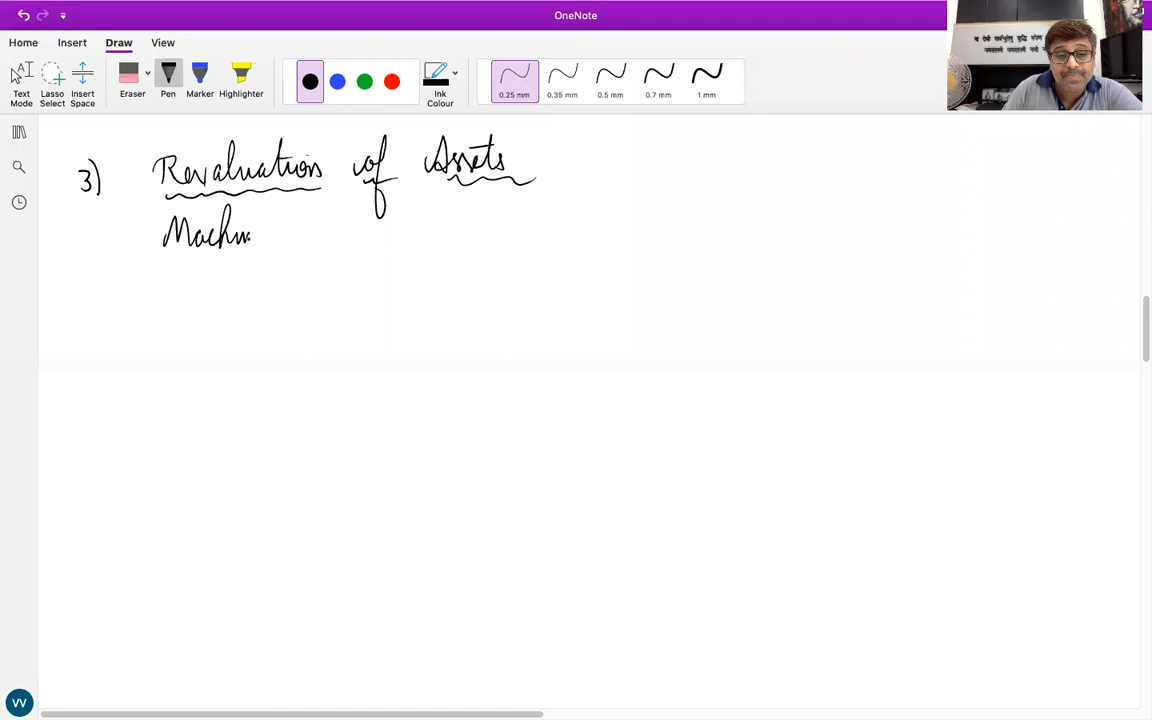 OneNote
Home Insert Draw View
Text Mode
Lasso Select
Insert Space
Eraser
Pen
Marker
Highlighter
Ink Colour
0.25 mm
0.35 mm
0.5 mm
0.7 mm
1 mm
3) Revaluation of Assets
Machin
VV